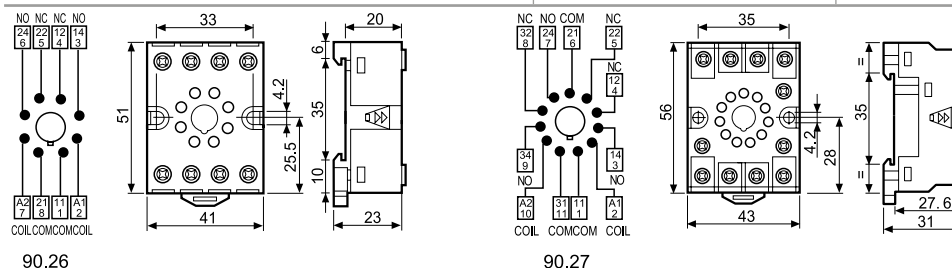 NO NC NC NO
24 22 12 14
6 5 4 3
A2 21 11 A1
7 8 1 2
COIL COM COM COIL
33
51
4.2
25.5
41
20
6
35
10
23
90.26
NC NO COM NC
32 24 21 22
8 7 6 5
NC
12
4
34
9
NO
14
3
NO
A2 31 11 A1
10 11 1 2
COIL COM COM COIL
35
56
4.2
28
43
=
35
=
27.6
31
90.27